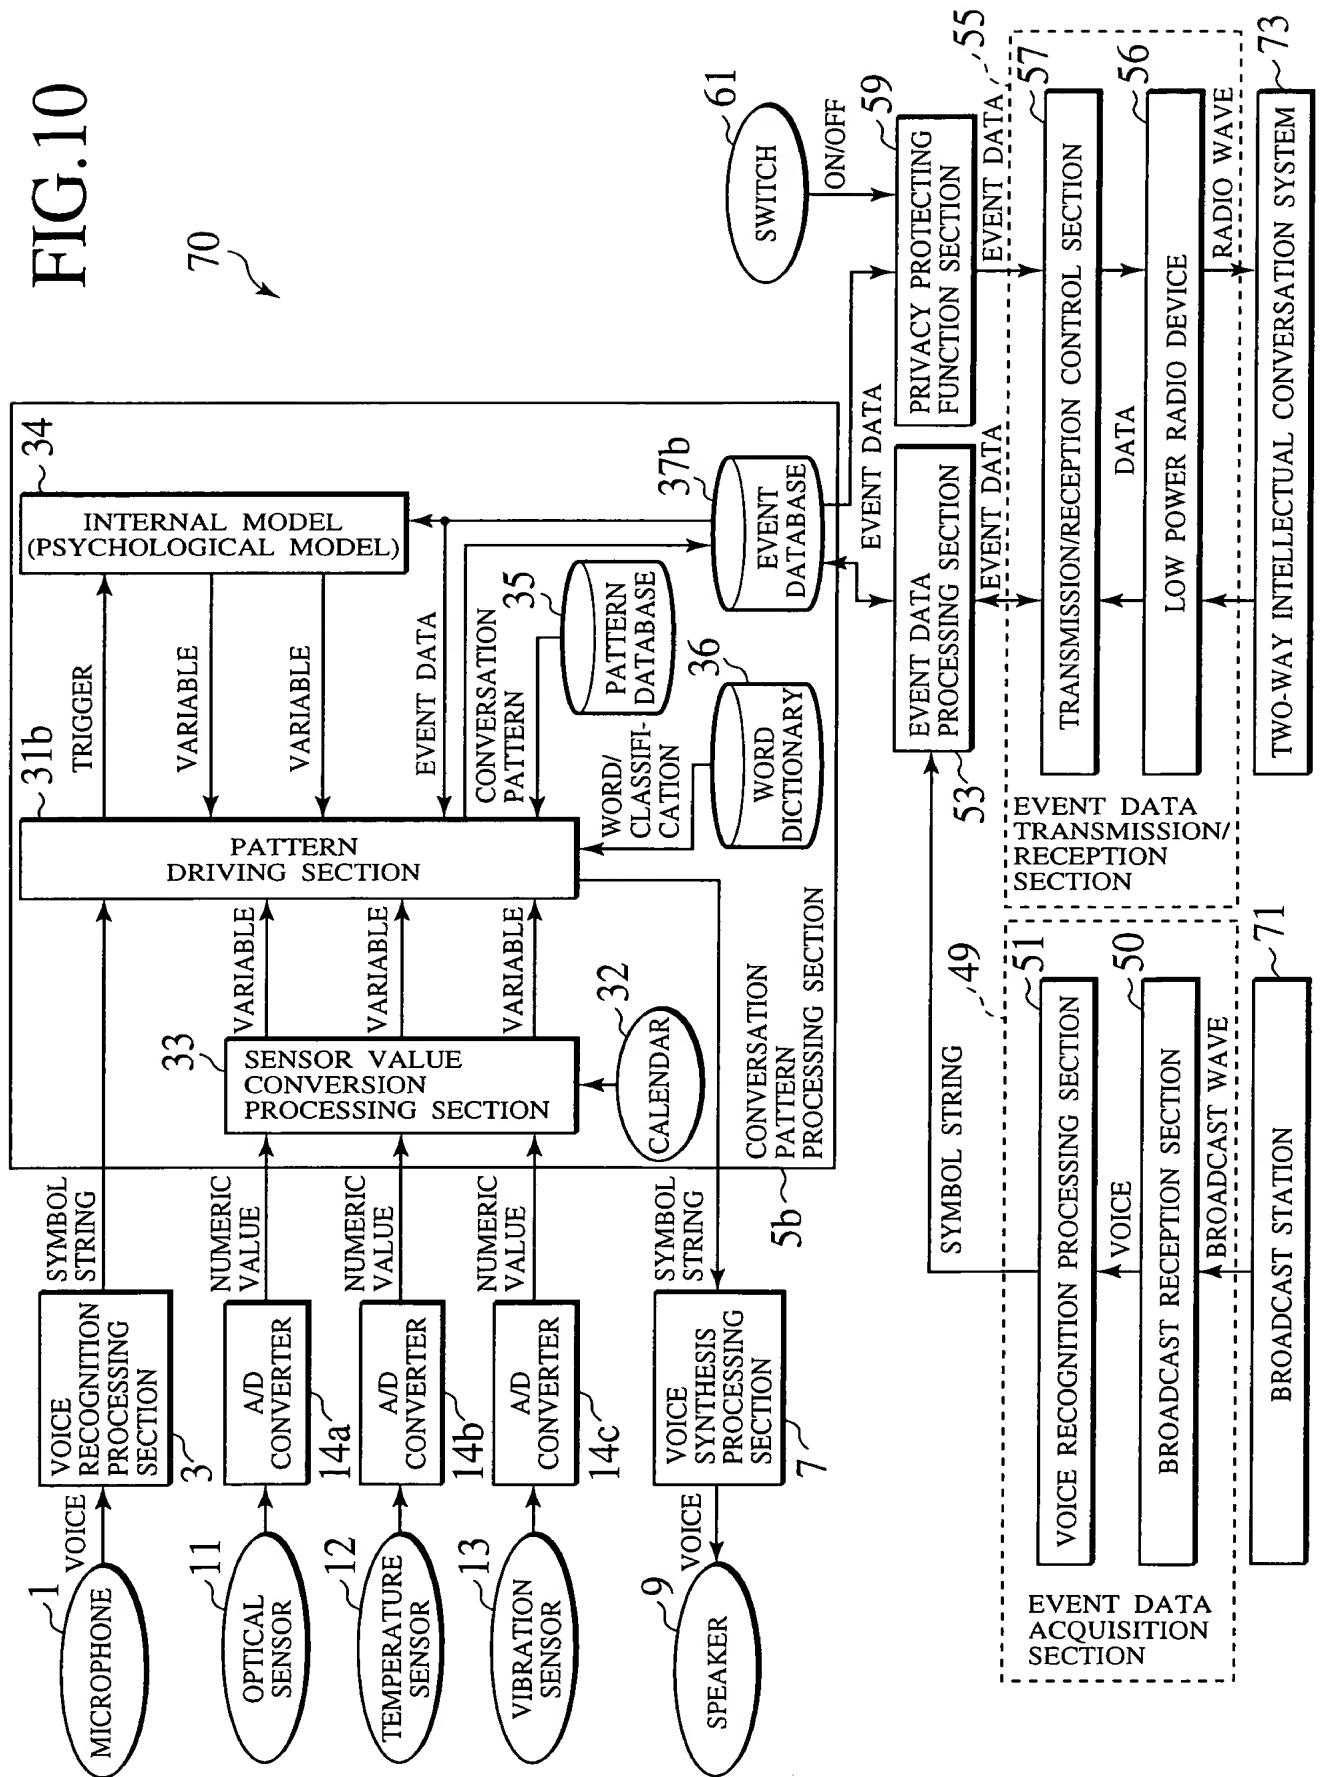 FIG.10
70
1
MICROPHONE
VOICE
VOICE
RECOGNITION
PROCESSING
SECTION
3
SYMBOL
STRING
11
OPTICAL
SENSOR
A/D
CONVERTER
14a
NUMERIC
VALUE
12
TEMPERATURE
SENSOR
A/D
CONVERTER
14b
NUMERIC
VALUE
13
VIBRATION
SENSOR
A/D
CONVERTER
14c
NUMERIC
VALUE
9
SPEAKER
VOICE
VOICE
SYNTHESIS
PROCESSING
SECTION
7
SYMBOL
STRING
33
SENSOR VALUE
CONVERSION
PROCESSING SECTION
VARIABLE
VARIABLE
VARIABLE
32
CALENDAR
5b
CONVERSATION
PATTERN
PROCESSING SECTION
31b
PATTERN
DRIVING SECTION
TRIGGER
VARIABLE
VARIABLE
EVENT DATA
CONVERSATION
PATTERN
WORD/
CLASSIFI-
CATION
34
INTERNAL MODEL
(PSYCHOLOGICAL MODEL)
35
PATTERN
DATABASE
36
WORD
DICTIONARY
37b
EVENT
DATABASE
61
SWITCH
ON/OFF
EVENT DATA
59
PRIVACY PROTECTING
FUNCTION SECTION
EVENT DATA
53
EVENT DATA
PROCESSING SECTION
EVENT DATA
SYMBOL STRING
55
57
TRANSMISSION/RECEPTION CONTROL SECTION
DATA
56
LOW POWER RADIO DEVICE
RADIO WAVE
EVENT DATA
TRANSMISSION/
RECEPTION
SECTION
73
TWO-WAY INTELLECTUAL CONVERSATION SYSTEM
49
51
VOICE RECOGNITION PROCESSING SECTION
VOICE
50
BROADCAST RECEPTION SECTION
BROADCAST WAVE
EVENT DATA
ACQUISITION
SECTION
71
BROADCAST STATION